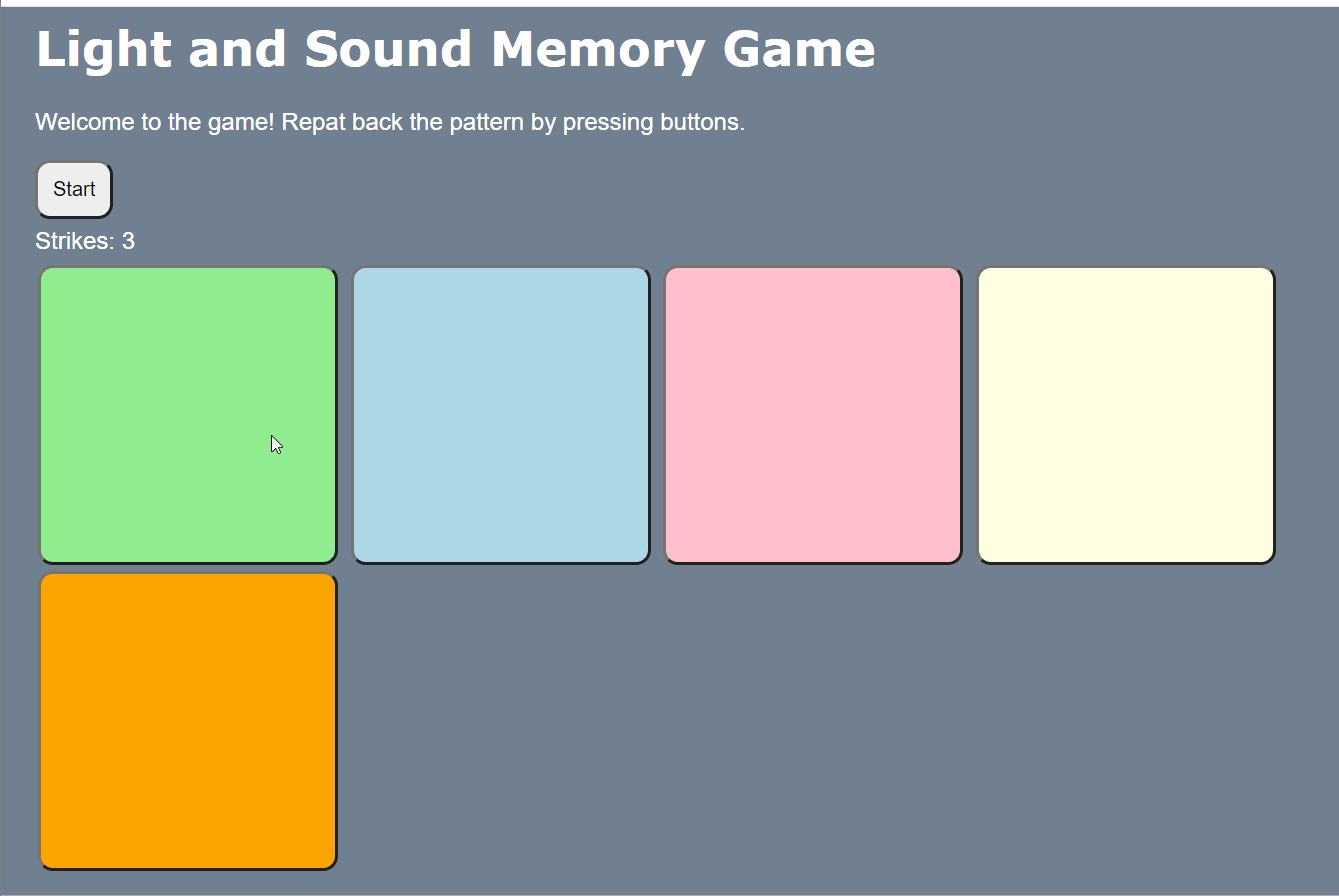 Light and Sound Memory Game
Welcome to the game! Repat back the pattern by pressing buttons.
Start
Strikes: 3